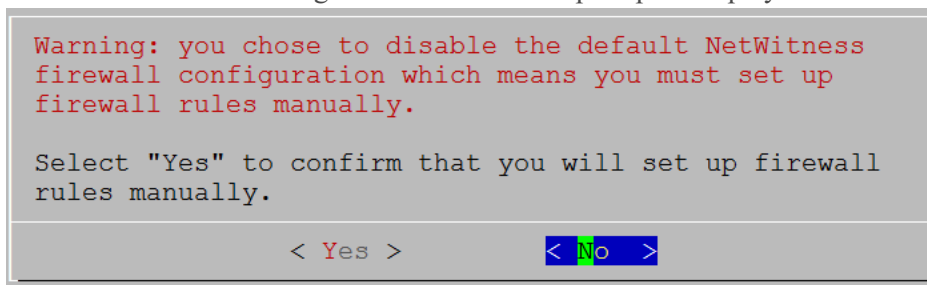 Warning: you chose to disable the default NetWitness
firewall configuration which means you must set up
firewall rules manually.
Select "Yes" to confirm that you will set up firewall
rules manually.
< Yes > < No >